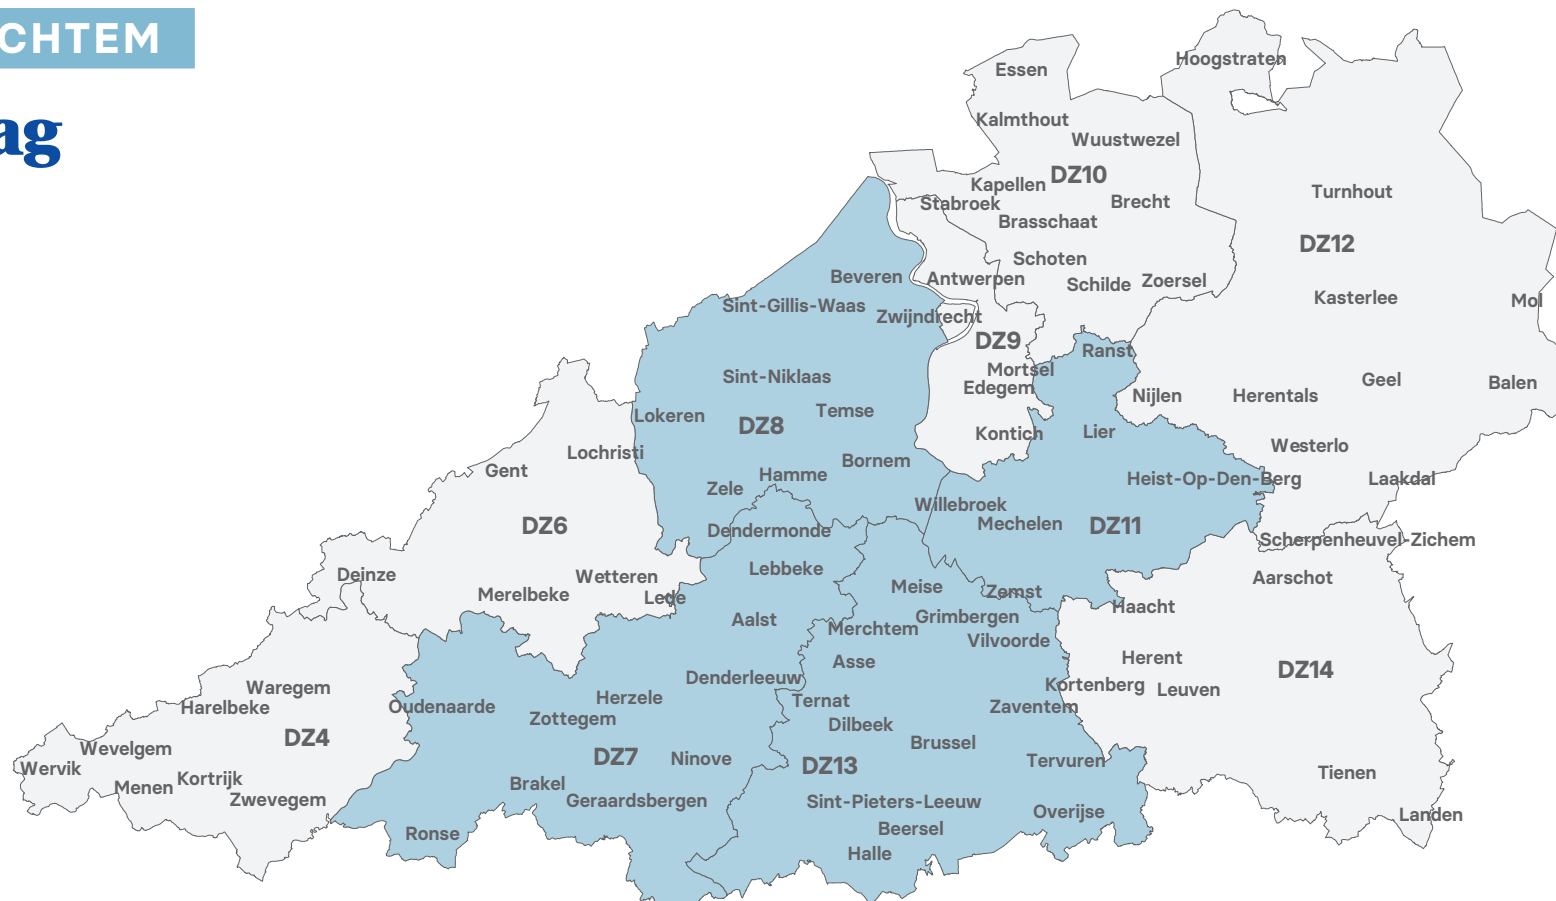 CHTEM
ag
Hoogstraten
Essen
Kalmthout
Wuustwezel
DZ10
Kapellen
Stabroek
Brecht
Brasschaat
Turnhout
DZ12
Schoten
Antwerpen
Schilde
Zoersel
Beveren
Sint-Gillis-Waas
Zwijndrecht
Kasterlee
Mol
DZ9
Ranst
Mortsel
Edegem
Sint-Niklaas
Lokeren
Temse
DZ8
Nijlen
Herentals
Geel
Balen
Kontich
Lier
Westerlo
Lochristi
Gent
Bornem
Hamme
Zele
Heist-Op-Den-Berg
Laakdal
Willebroek
Mechelen
DZ11
DZ6
Dendermonde
Scherpenheuvel-Zichem
Aarschot
Deinze
Wetteren
Merelbeke
Lede
Lebbeke
Meise
Zemst
Haacht
Aalst
Grimbergen
Merchtem
Vilvoorde
Asse
Herent
DZ14
Denderleeuw
Kortenberg
Leuven
Waregem
Harelbeke
Oudenaarde
Herzele
Zottegem
Ternat
Zaventem
Dilbeek
DZ4
Brussel
Wevelgem
Wervik
DZ7
Ninove
DZ13
Tervuren
Menen
Kortrijk
Zwevegem
Brakel
Geraardsbergen
Sint-Pieters-Leeuw
Tienen
Overijse
Landen
Ronse
Beersel
Halle